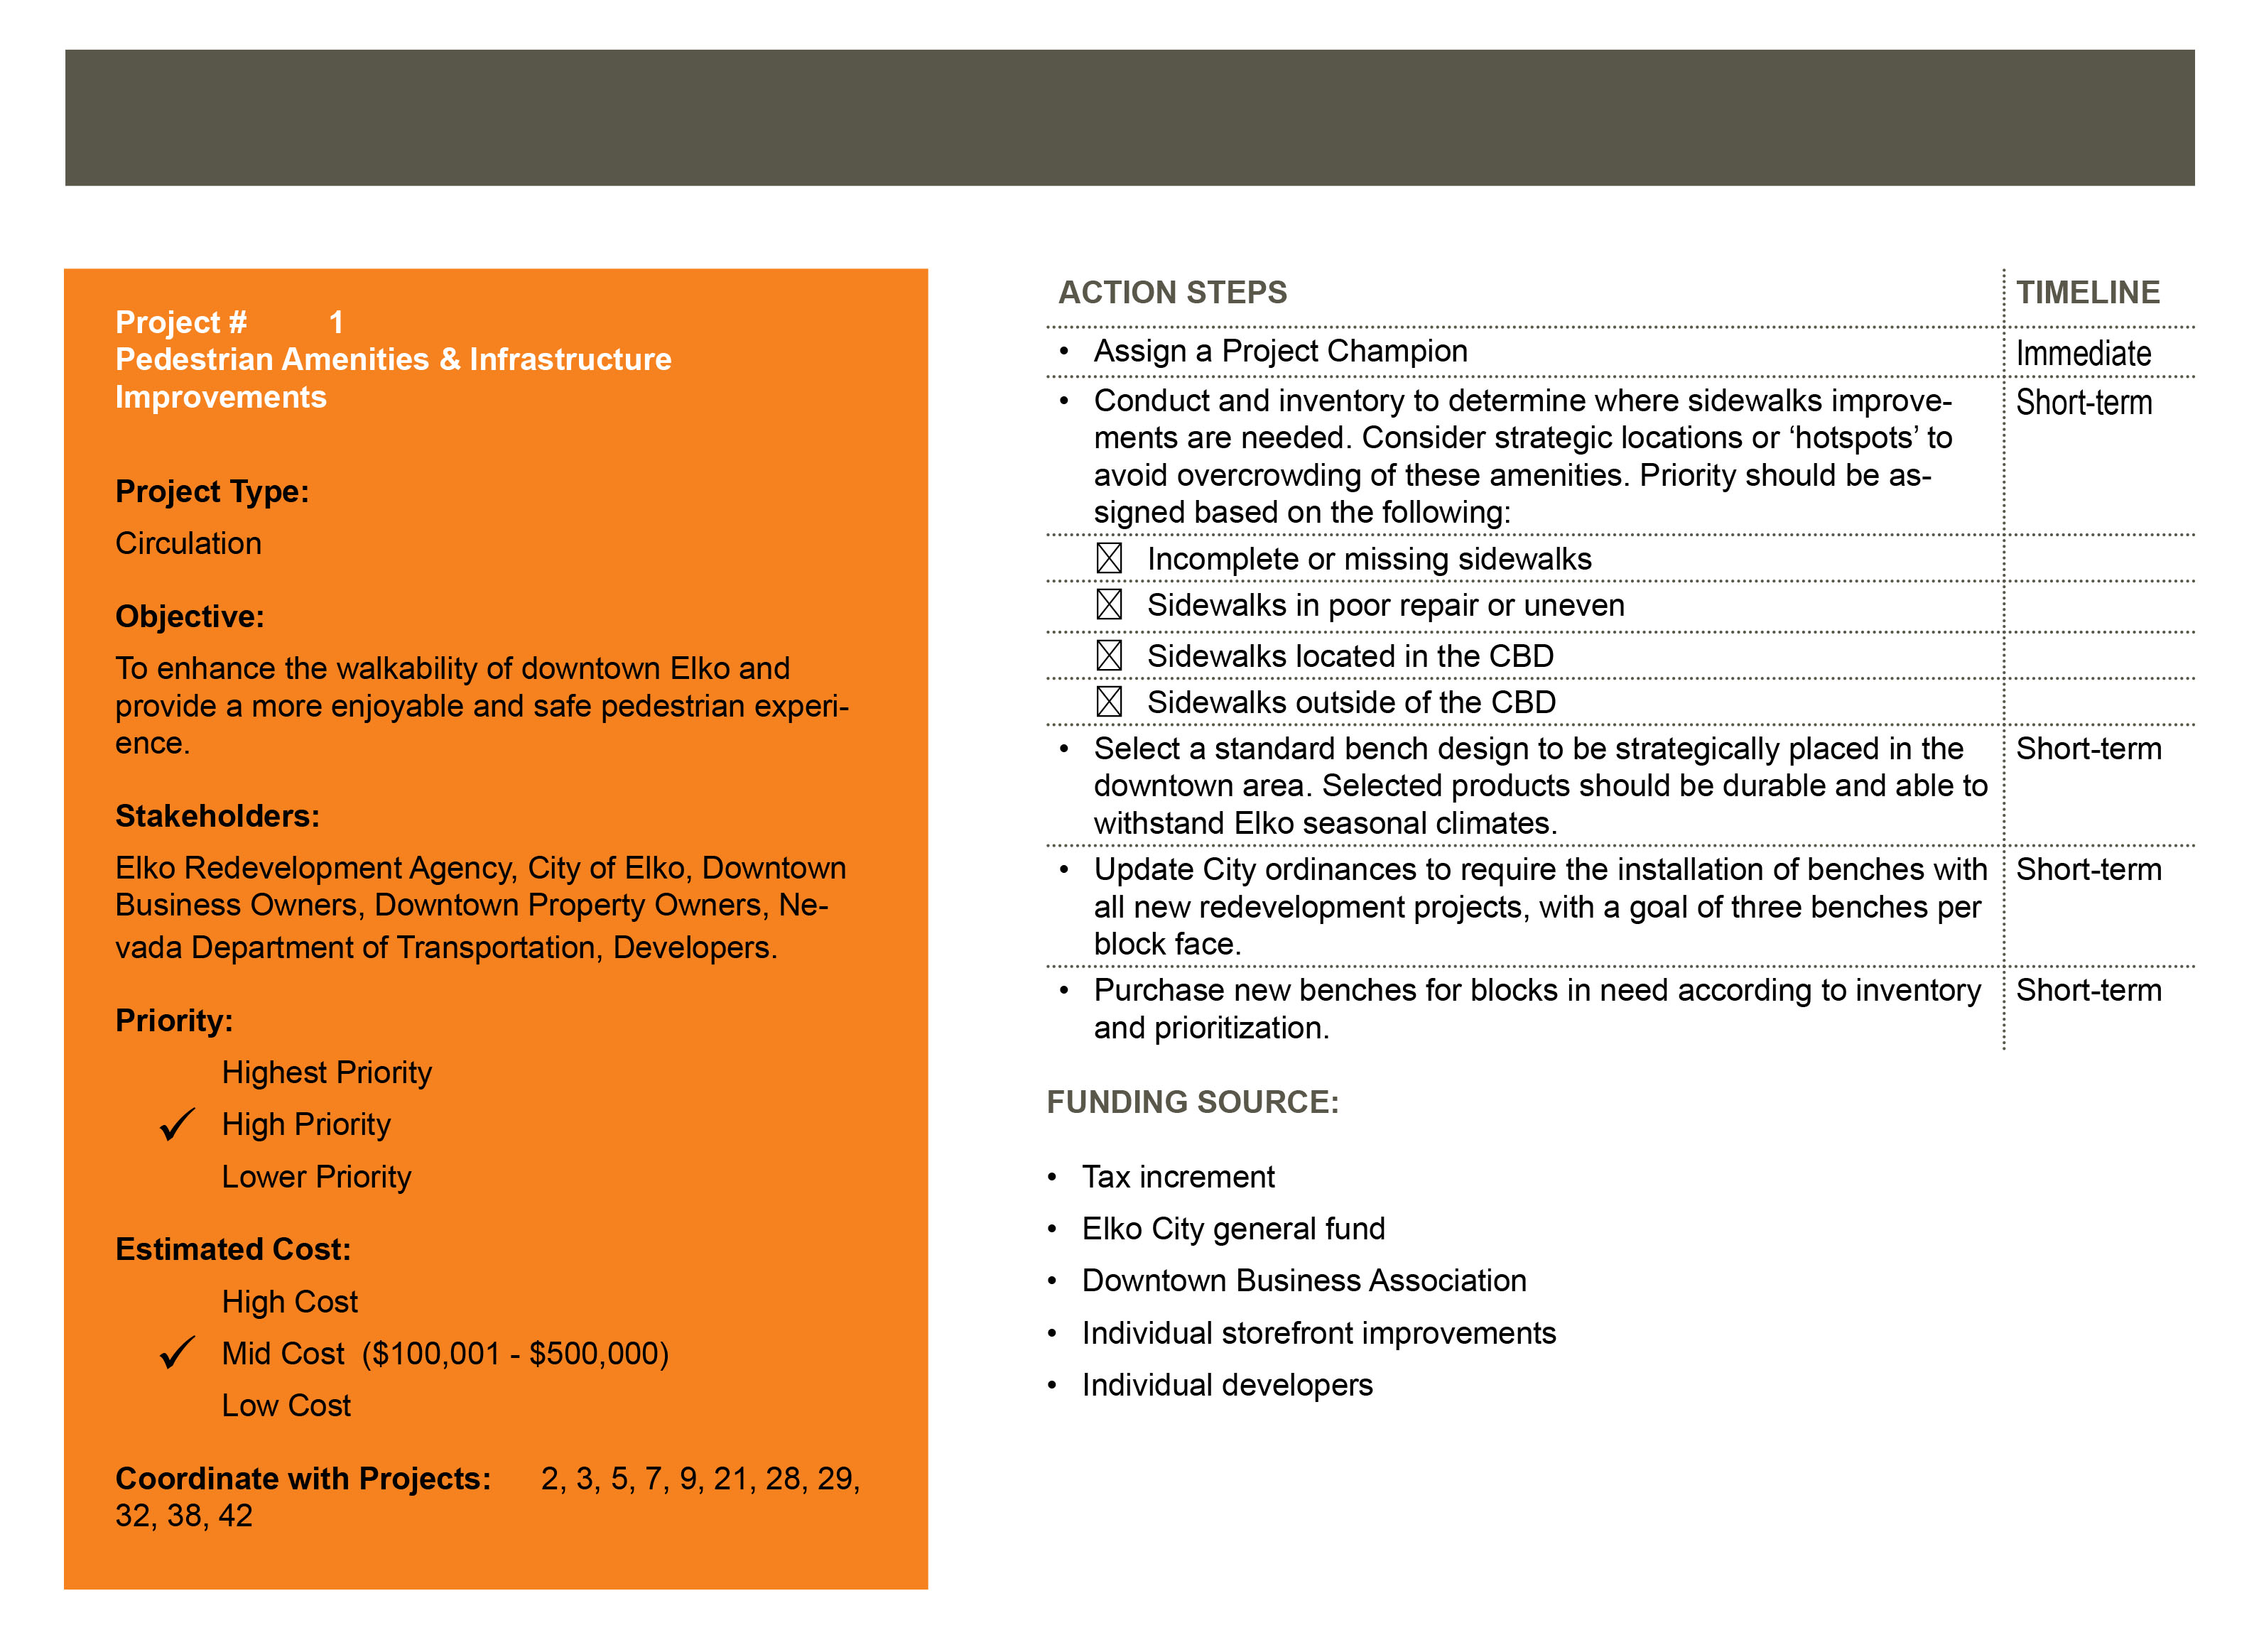 Project # 1
Pedestrian Amenities & Infrastructure
Improvements
Project Type:
Circulation
Objective:
To enhance the walkability of downtown Elko and
provide a more enjoyable and safe pedestrian experi-
ence.
Stakeholders:
Elko Redevelopment Agency, City of Elko, Downtown
Business Owners, Downtown Property Owners, Ne-
vada Department of Transportation, Developers.
Priority:
Highest Priority
✓ High Priority
Lower Priority
Estimated Cost:
High Cost
✓ Mid Cost ($100,001 - $500,000)
Low Cost
Coordinate with Projects: 2, 3, 5, 7, 9, 21, 28, 29,
32, 38, 42
ACTION STEPS TIMELINE
• Assign a Project Champion Immediate
• Conduct and inventory to determine where sidewalks improve- Short-term
ments are needed. Consider strategic locations or ‘hotspots’ to
avoid overcrowding of these amenities. Priority should be as-
signed based on the following:
☒ Incomplete or missing sidewalks
☒ Sidewalks in poor repair or uneven
☒ Sidewalks located in the CBD
☒ Sidewalks outside of the CBD
• Select a standard bench design to be strategically placed in the Short-term
downtown area. Selected products should be durable and able to
withstand Elko seasonal climates.
• Update City ordinances to require the installation of benches with Short-term
all new redevelopment projects, with a goal of three benches per
block face.
• Purchase new benches for blocks in need according to inventory Short-term
and prioritization.
FUNDING SOURCE:
• Tax increment
• Elko City general fund
• Downtown Business Association
• Individual storefront improvements
• Individual developers